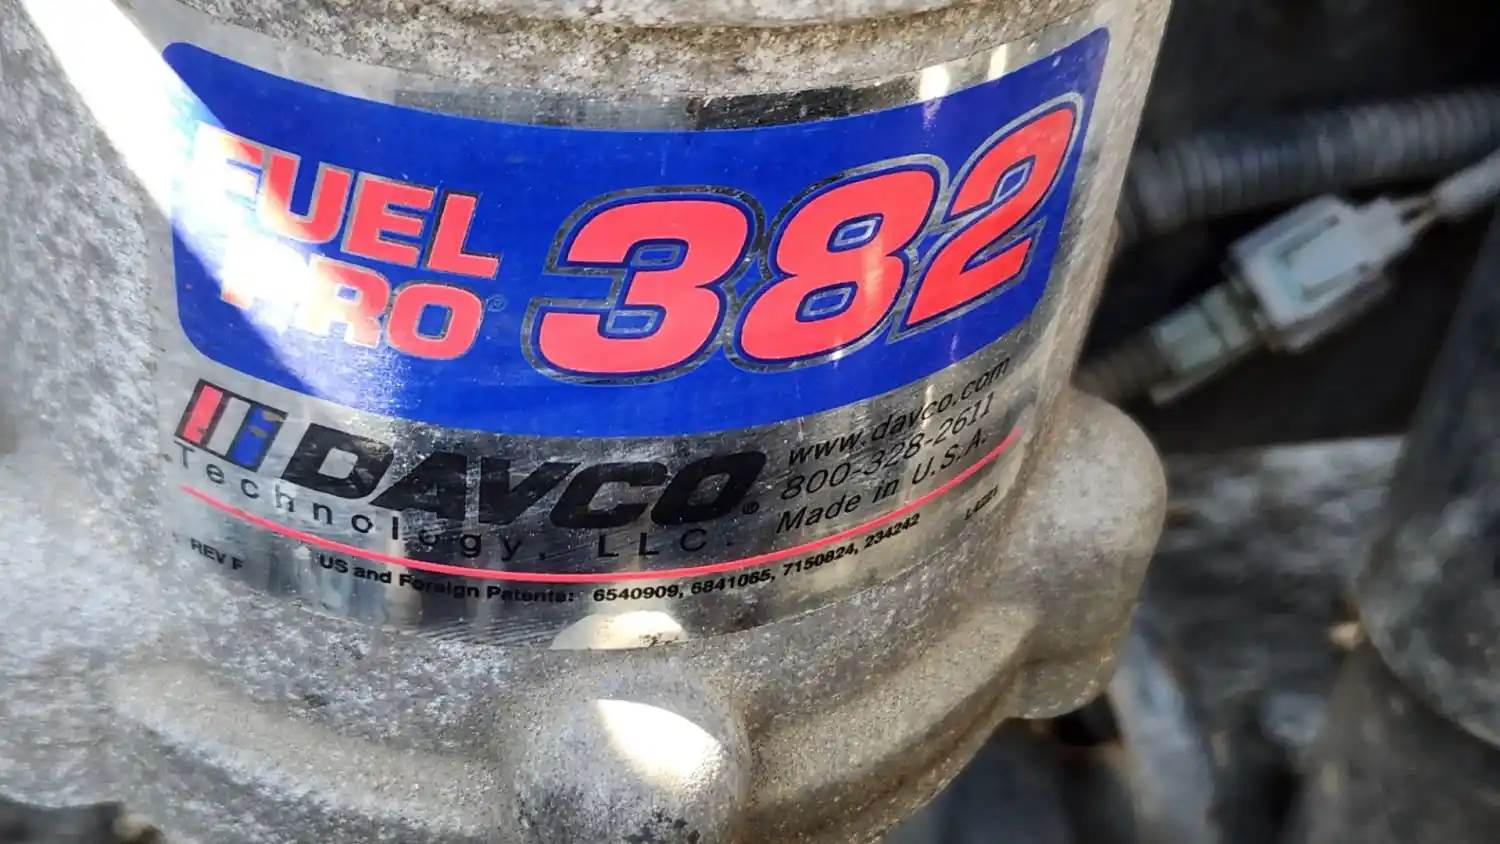 FUEL
PRO®
382
DAVCO®
Technology, LLC.
www.davco.com
800-328-2611
Made in U.S.A.
REV F
US and Foreign Patents: 6540909, 6841065, 7150824, 234242